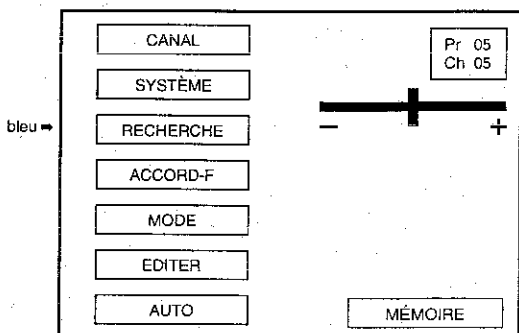 CANAL
Pr 05
Ch 05
SYSTÈME
bleu ➡
RECHERCHE
− +
ACCORD-F
MODE
EDITER
AUTO
MÉMOIRE